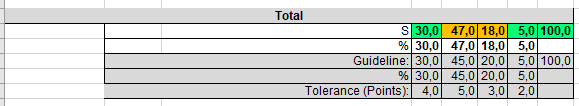 Total
S 30,0 47,0 18,0 5,0 100,0
% 30,0 47,0 18,0 5,0
Guideline: 30,0 45,0 20,0 5,0 100,0
% 30,0 45,0 20,0 5,0
Tolerance (Points): 4,0 5,0 3,0 2,0